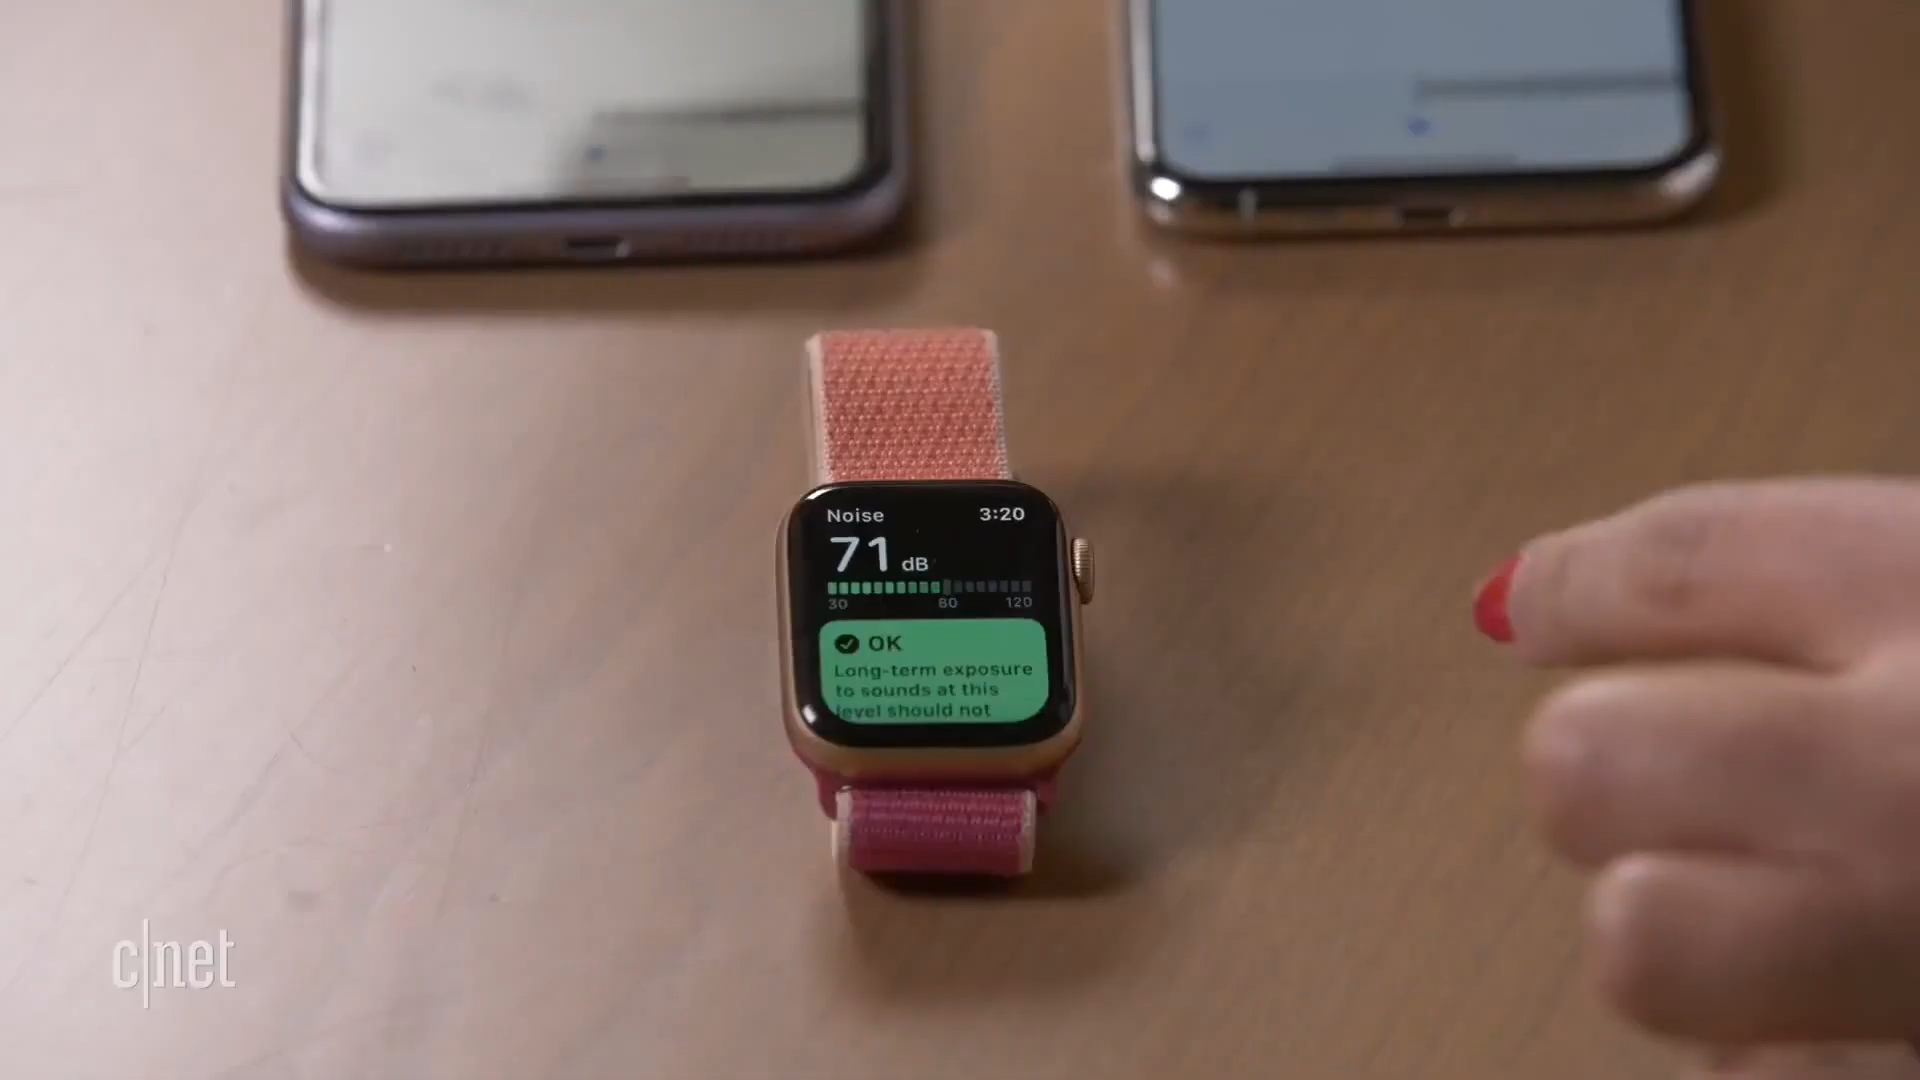 Noise 3:20
71 dB
30 80 120
OK
Long-term exposure
to sounds at this
level should not
c|net